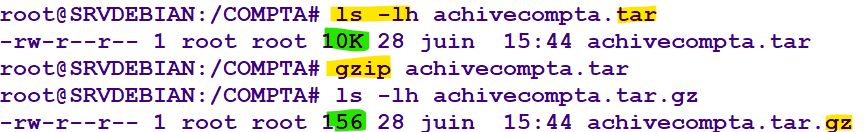 root@SRVDEBIAN:/COMPTA# ls -lh achivecompta.tar
-rw-r--r-- 1 root root 10K 28 juin  15:44 achivecompta.tar
root@SRVDEBIAN:/COMPTA# gzip achivecompta.tar
root@SRVDEBIAN:/COMPTA# ls -lh achivecompta.tar.gz
-rw-r--r-- 1 root root 156 28 juin  15:44 achivecompta.tar.gz